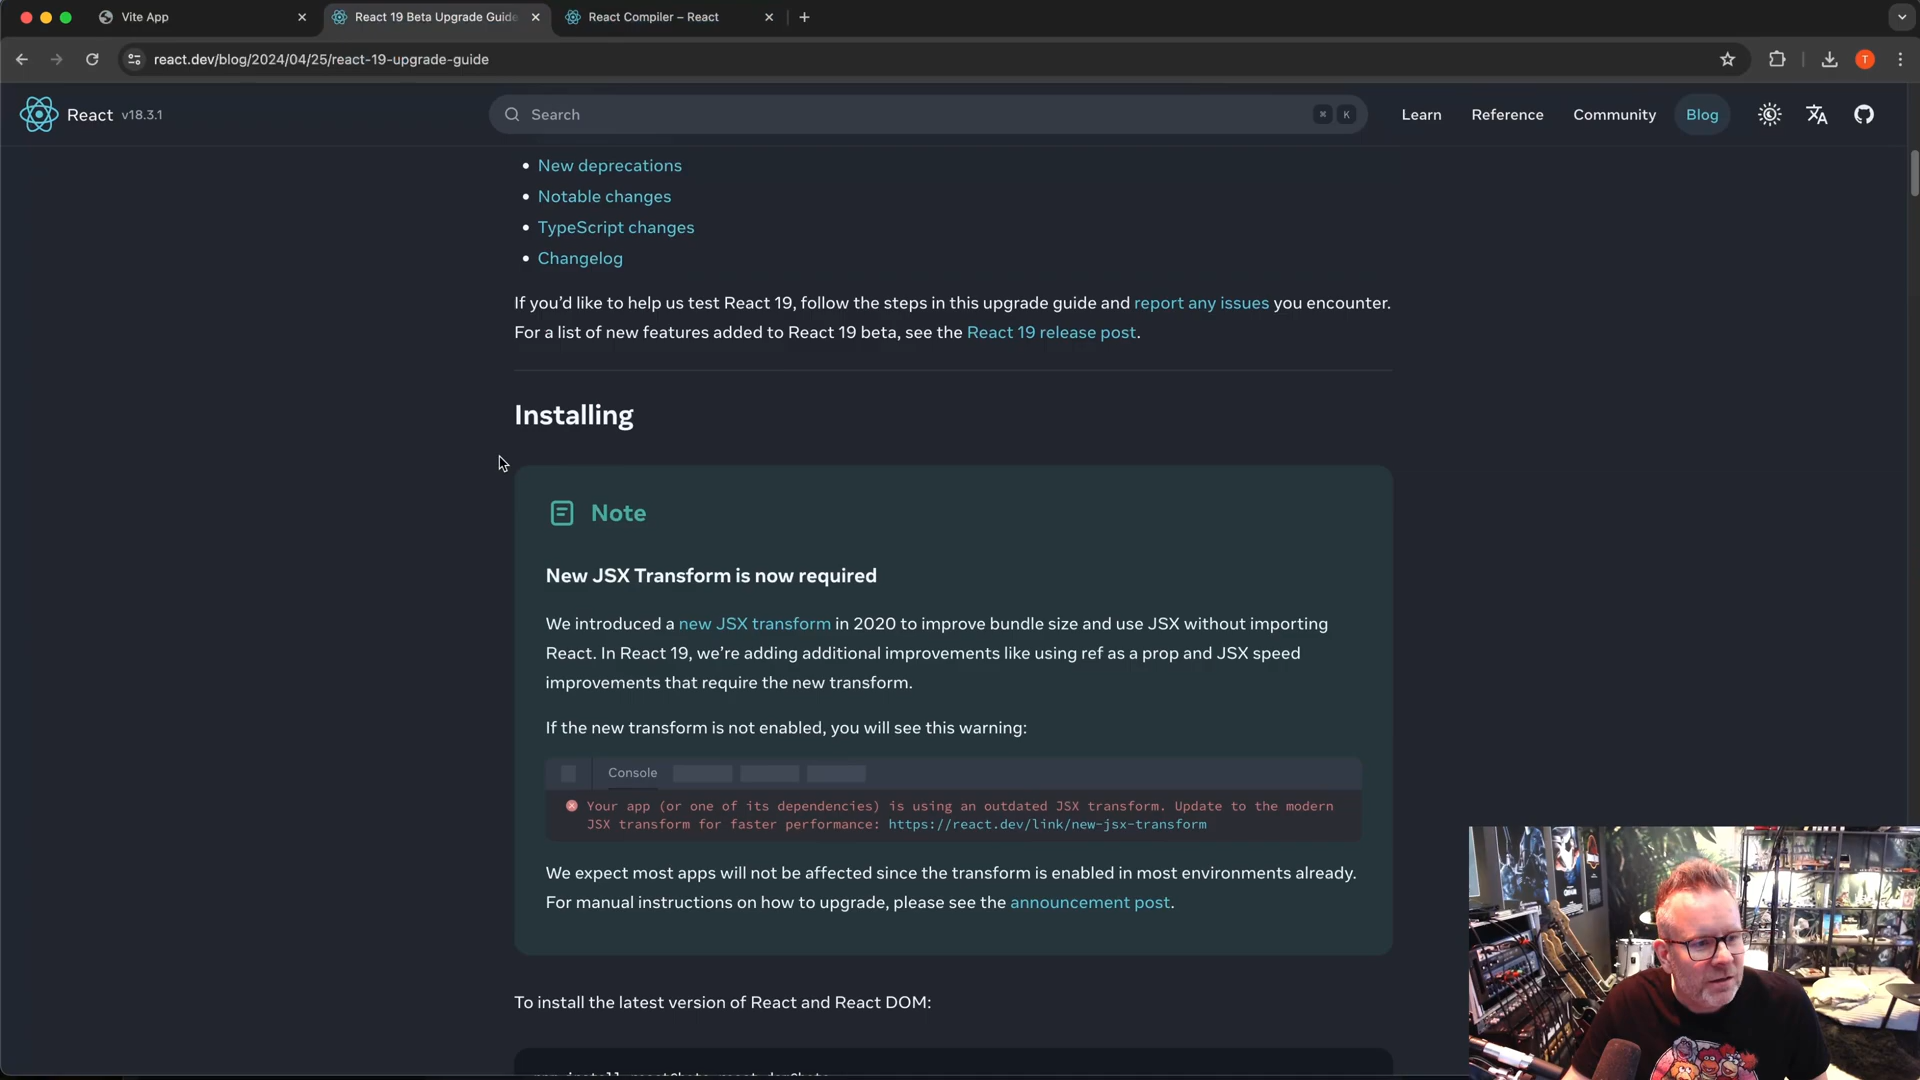 Vite App
React 19 Beta Upgrade Guide
React Compiler – React
react.dev/blog/2024/04/25/react-19-upgrade-guide
T
React v18.3.1
Search
⌘ K
Learn
Reference
Community
Blog
New deprecations
Notable changes
TypeScript changes
Changelog
If you’d like to help us test React 19, follow the steps in this upgrade guide and report any issues you encounter.
For a list of new features added to React 19 beta, see the React 19 release post.
Installing
Note
New JSX Transform is now required
We introduced a new JSX transform in 2020 to improve bundle size and use JSX without importing
React. In React 19, we’re adding additional improvements like using ref as a prop and JSX speed
improvements that require the new transform.
If the new transform is not enabled, you will see this warning:
Console
Your app (or one of its dependencies) is using an outdated JSX transform. Update to the modern
JSX transform for faster performance: https://react.dev/link/new-jsx-transform
We expect most apps will not be affected since the transform is enabled in most environments already.
For manual instructions on how to upgrade, please see the announcement post.
To install the latest version of React and React DOM: